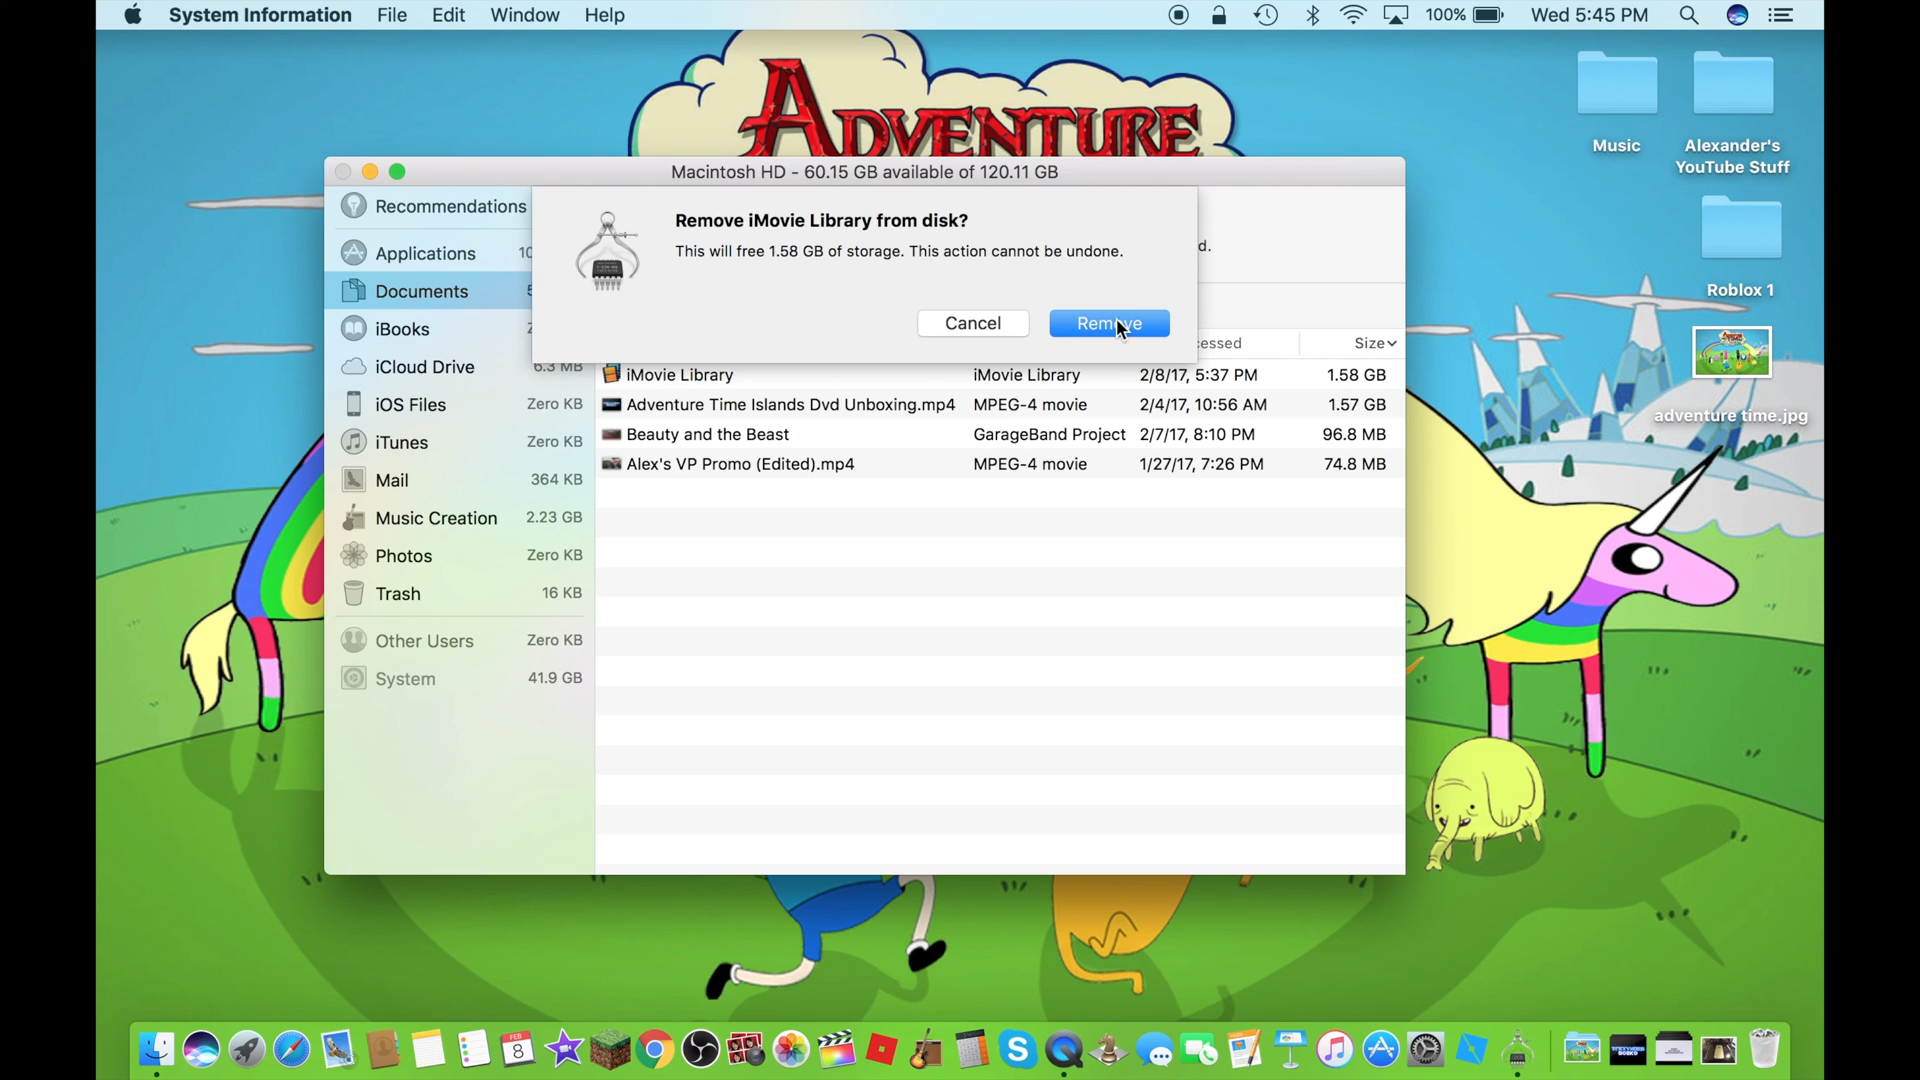 System Information File Edit Window Help 100% Wed 5:45 PM
ADVENTURE
Music
Alexander's
YouTube Stuff
Roblox 1
adventure time.jpg
Macintosh HD - 60.15 GB available of 120.11 GB
Recommendations
Applications 10
Documents 5
iBooks
iCloud Drive 6.3 MB
iOS Files Zero KB
iTunes Zero KB
Mail 364 KB
Music Creation 2.23 GB
Photos Zero KB
Trash 16 KB
Other Users Zero KB
System 41.9 GB
Remove iMovie Library from disk?
This will free 1.58 GB of storage. This action cannot be undone.
Cancel Remove
d.
cessed Size
iMovie Library iMovie Library 2/8/17, 5:37 PM 1.58 GB
Adventure Time Islands Dvd Unboxing.mp4 MPEG-4 movie 2/4/17, 10:56 AM 1.57 GB
Beauty and the Beast GarageBand Project 2/7/17, 8:10 PM 96.8 MB
Alex's VP Promo (Edited).mp4 MPEG-4 movie 1/27/17, 7:26 PM 74.8 MB
FEB
8